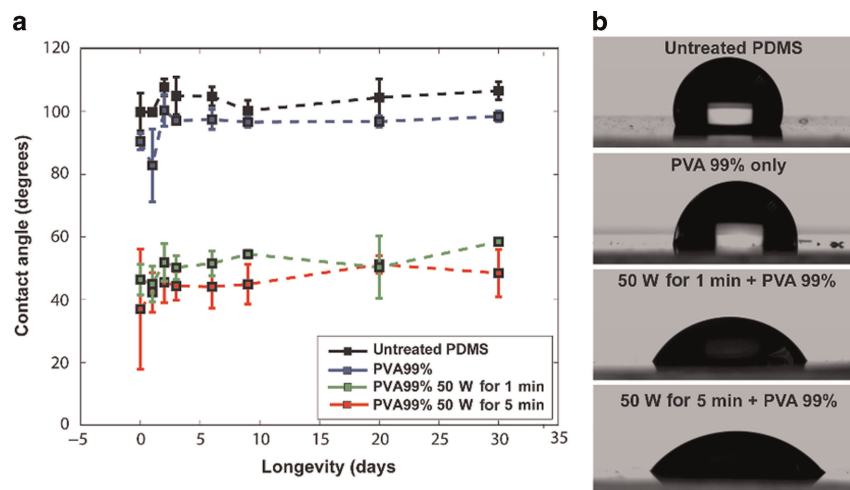 a
120
100
80
60
40
20
0
Contact angle (degrees)
−5
0
5
10
15
20
25
30
35
Longevity (days
Untreated PDMS
PVA99%
PVA99% 50 W for 1 min
PVA99% 50 W for 5 min
b
Untreated PDMS
PVA 99% only
50 W for 1 min + PVA 99%
50 W for 5 min + PVA 99%